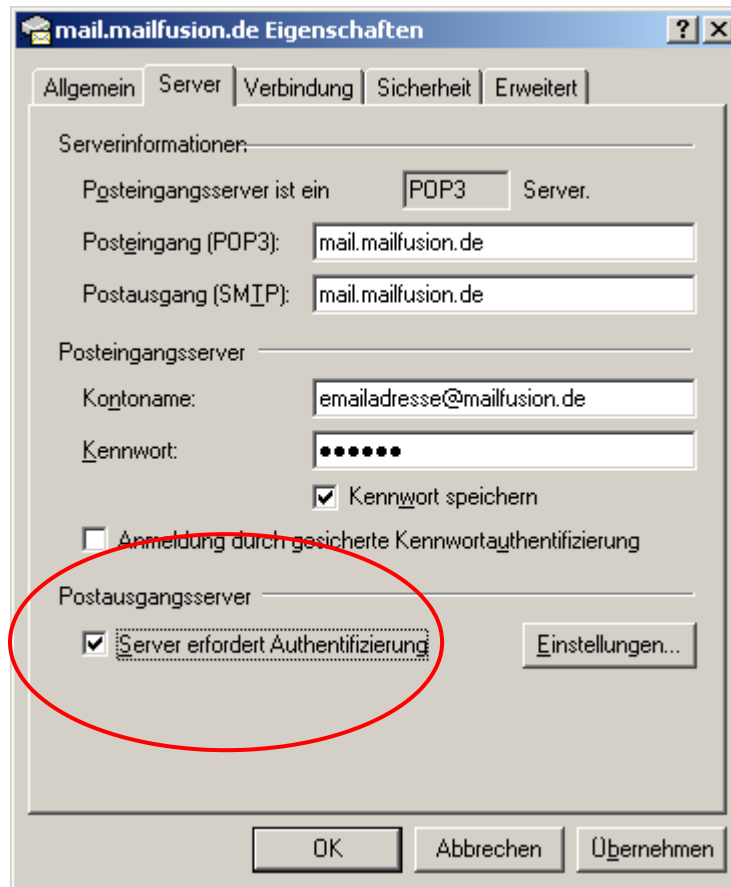 mail.mailfusion.de Eigenschaften
Allgemein Server Verbindung Sicherheit Erweitert
Serverinformationen
Posteingangsserver ist ein POP3 Server.
Posteingang (POP3): mail.mailfusion.de
Postausgang (SMTP): mail.mailfusion.de
Posteingangsserver
Kontoname: emailadresse@mailfusion.de
Kennwort: ●●●●●●
Kennwort speichern
Anmeldung durch gesicherte Kennwortauthentifizierung
Postausgangsserver
Server erfordert Authentifizierung Einstellungen...
OK Abbrechen Übernehmen